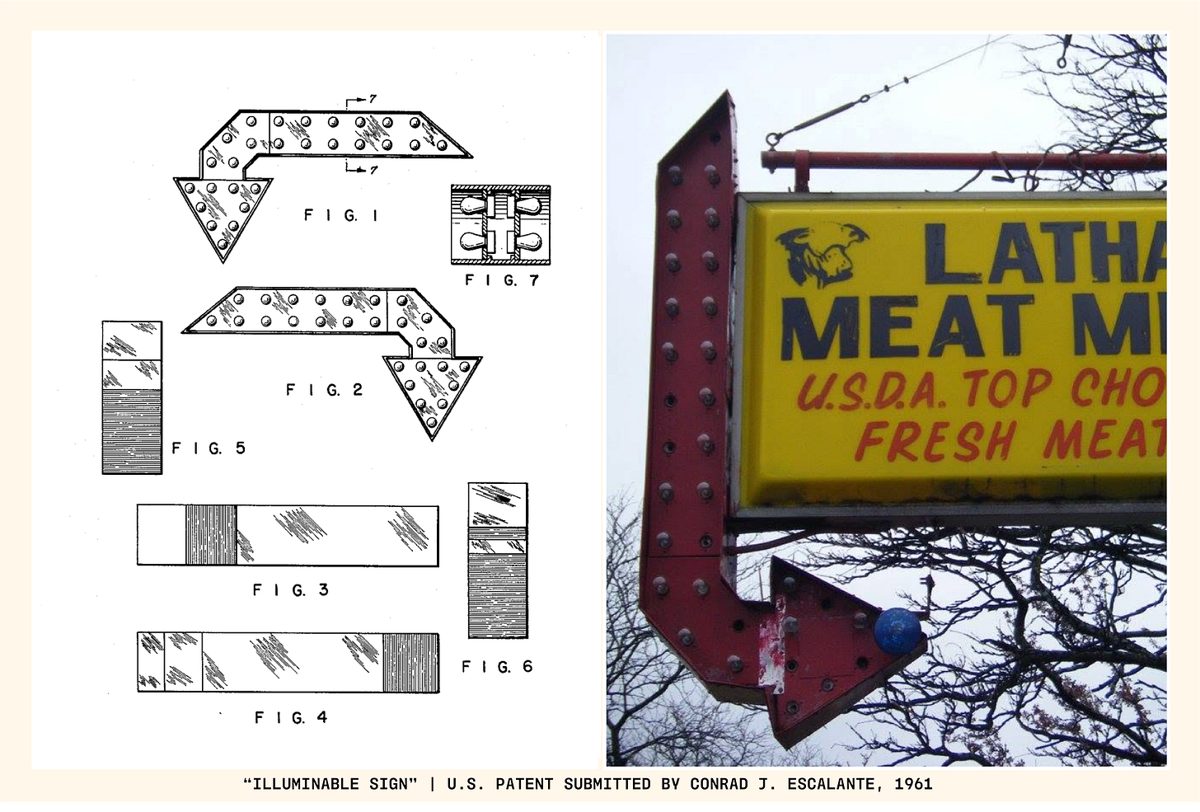 7
7
FIG. 1
FIG. 7
FIG. 2
FIG. 5
FIG. 3
FIG. 6
FIG. 4
LATHA
MEAT M
U.S.D.A. TOP CHO
FRESH MEAT
“ILLUMINABLE SIGN” | U.S. PATENT SUBMITTED BY CONRAD J. ESCALANTE, 1961